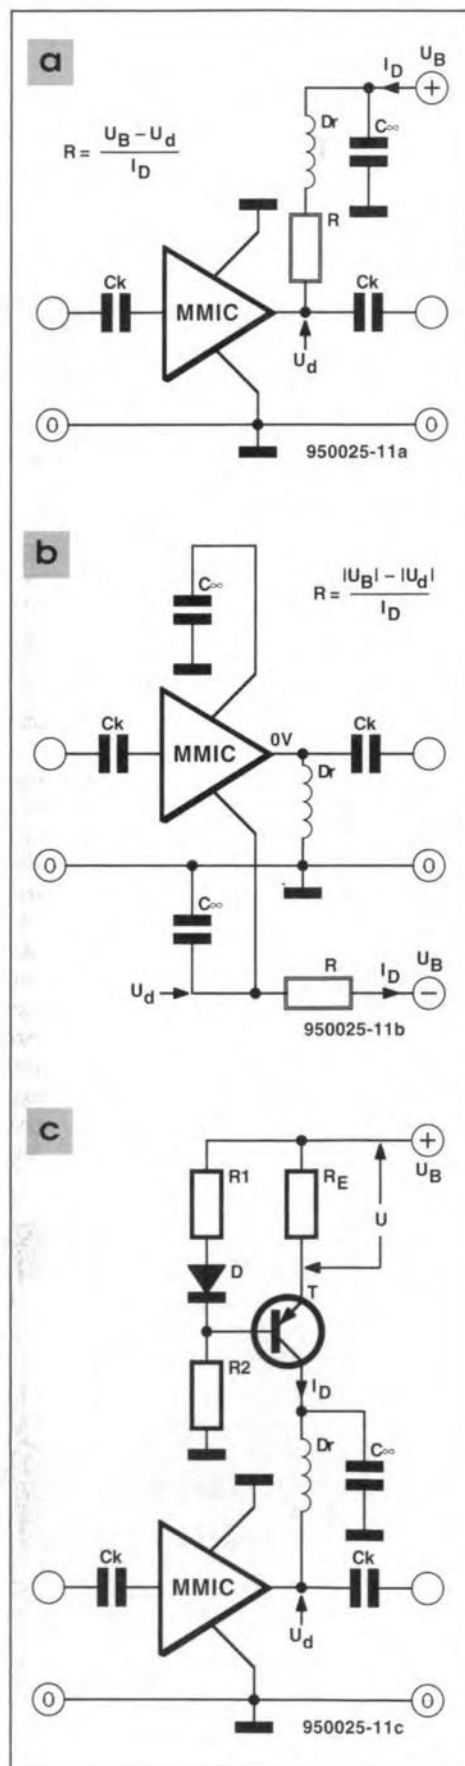 a
I_D
U_B
+
R = (U_B − U_d) / I_D
Dr
C∞
R
Ck
MMIC
Ck
U_d
0
0
950025-11a
b
C∞
R = (|U_B| − |U_d|) / I_D
Ck
MMIC
0V
Ck
Dr
0
0
C∞
U_d
R
I_D
U_B
−
950025-11b
c
+
R1
R_E
U_B
U
D
T
R2
I_D
Dr
C∞
Ck
MMIC
Ck
U_d
0
0
950025-11c